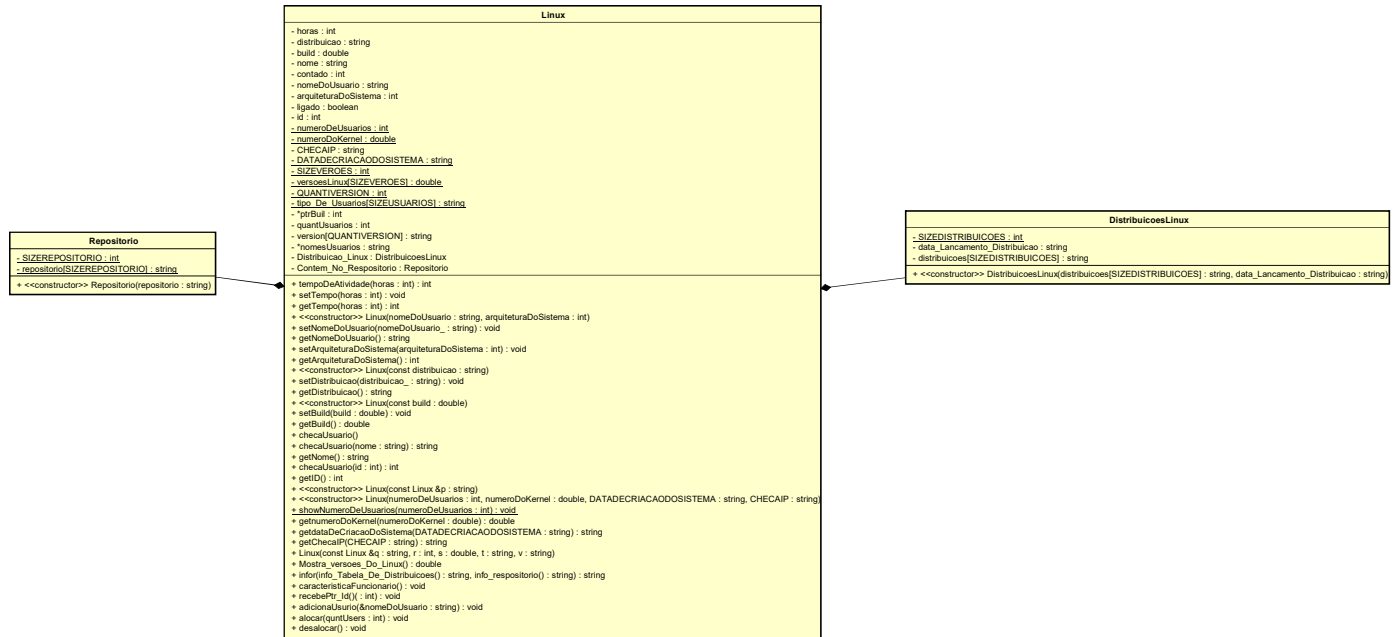 Linux
- horas : int
- distribuicao : string
- build : double
- nome : string
- contado : int
- nomeDoUsuario : string
- arquiteturaDoSistema : int
- ligado : boolean
- id : int
- numeroDeUsuarios : int
- numeroDoKernel : double
- CHECAIP : string
- DATADECRIACAODOSISTEMA : string
- SIZEVEROES : int
- versoesLinux[SIZEVEROES] : double
- QUANTIVERSION : int
- tipo_De_Usuarios[SIZEUSUARIOS] : string
- *ptrBuil : int
- quantUsuarios : int
- version[QUANTIVERSION] : string
- *nomesUsuarios : string
- Distribuicao_Linux : DistribuicoesLinux
- Contem_No_Respositorio : Repositorio
+ tempoDeAtividade(horas : int) : int
+ setTempo(horas : int) : void
+ getTempo(horas : int) : int
+ <<constructor>> Linux(nomeDoUsuario : string, arquiteturaDoSistema : int)
+ setNomeDoUsuario(nomeDoUsuario_ : string) : void
+ getNomeDoUsuario() : string
+ setArquiteturaDoSistema(arquiteturaDoSistema : int) : void
+ getArquiteturaDoSistema() : int
+ <<constructor>> Linux(const distribuicao : string)
+ setDistribuicao(distribuicao_ : string) : void
+ getDistribuicao() : string
+ <<constructor>> Linux(const build : double)
+ setBuild(build : double) : void
+ getBuild() : double
+ checaUsuario()
+ checaUsuario(nome : string) : string
+ getNome() : string
+ checaUsuario(id : int) : int
+ getID() : int
+ <<constructor>> Linux(const Linux &p : string)
+ <<constructor>> Linux(numeroDeUsuarios : int, numeroDoKernel : double, DATADECRIACAODOSISTEMA : string, CHECAIP : string)
+ showNumeroDeUsuarios(numeroDeUsuarios : int) : void
+ getnumeroDoKernel(numeroDoKernel : double) : double
+ getdataDeCriacaoDoSistema(DATADECRIACAODOSISTEMA : string) : string
+ getChecaIP(CHECAIP : string) : string
+ Linux(const Linux &q : string, r : int, s : double, t : string, v : string)
+ Mostra_versoes_Do_Linux() : double
+ infor(info_Tabela_De_Distribuicoes() : string, info_respositorio() : string) : string
+ caracteristicaFuncionario() : void
+ recebePtr_Id()( : int) : void
+ adicionaUsurio(&nomeDoUsuario : string) : void
+ alocar(quntUsers : int) : void
+ desalocar() : void
Repositorio
- SIZEREPOSITORIO : int
- repositorio[SIZEREPOSITORIO] : string
+ <<constructor>> Repositorio(repositorio : string)
DistribuicoesLinux
- SIZEDISTRIBUICOES : int
- data_Lancamento_Distribuicao : string
- distribuicoes[SIZEDISTRIBUICOES] : string
+ <<constructor>> DistribuicoesLinux(distribuicoes[SIZEDISTRIBUICOES] : string, data_Lancamento_Distribuicao : string)